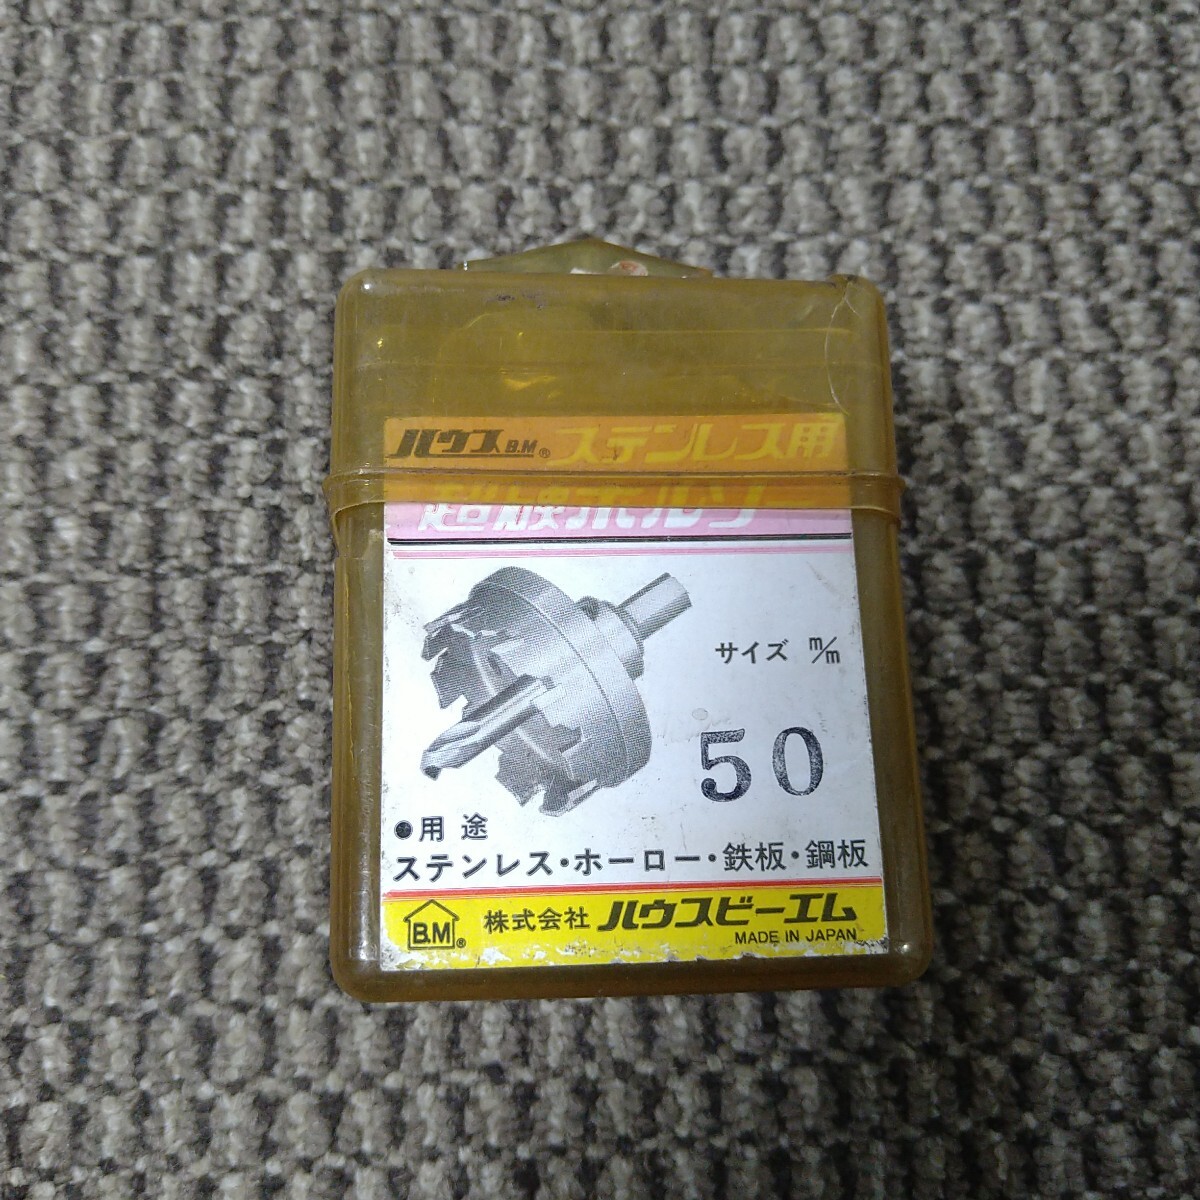 ハウスB.M® ステンレス用
超硬ホルソー
サイズ m/m
50
●用途
ステンレス・ホーロー・鉄板・鋼板
B.M® 株式会社 ハウスビーエム
MADE IN JAPAN